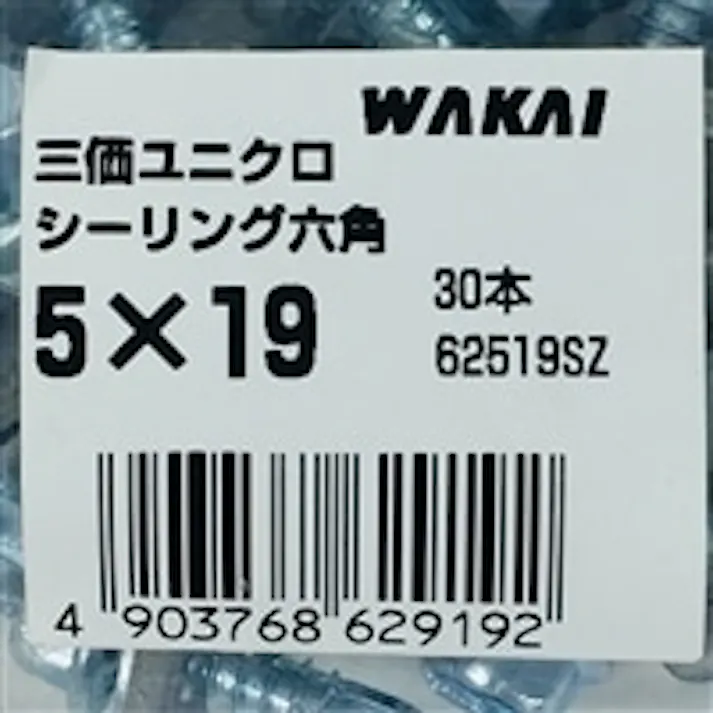 WAKAI
三価ユニクロ
シーリング六角
5×19
30本
62519SZ
4 903768 629192